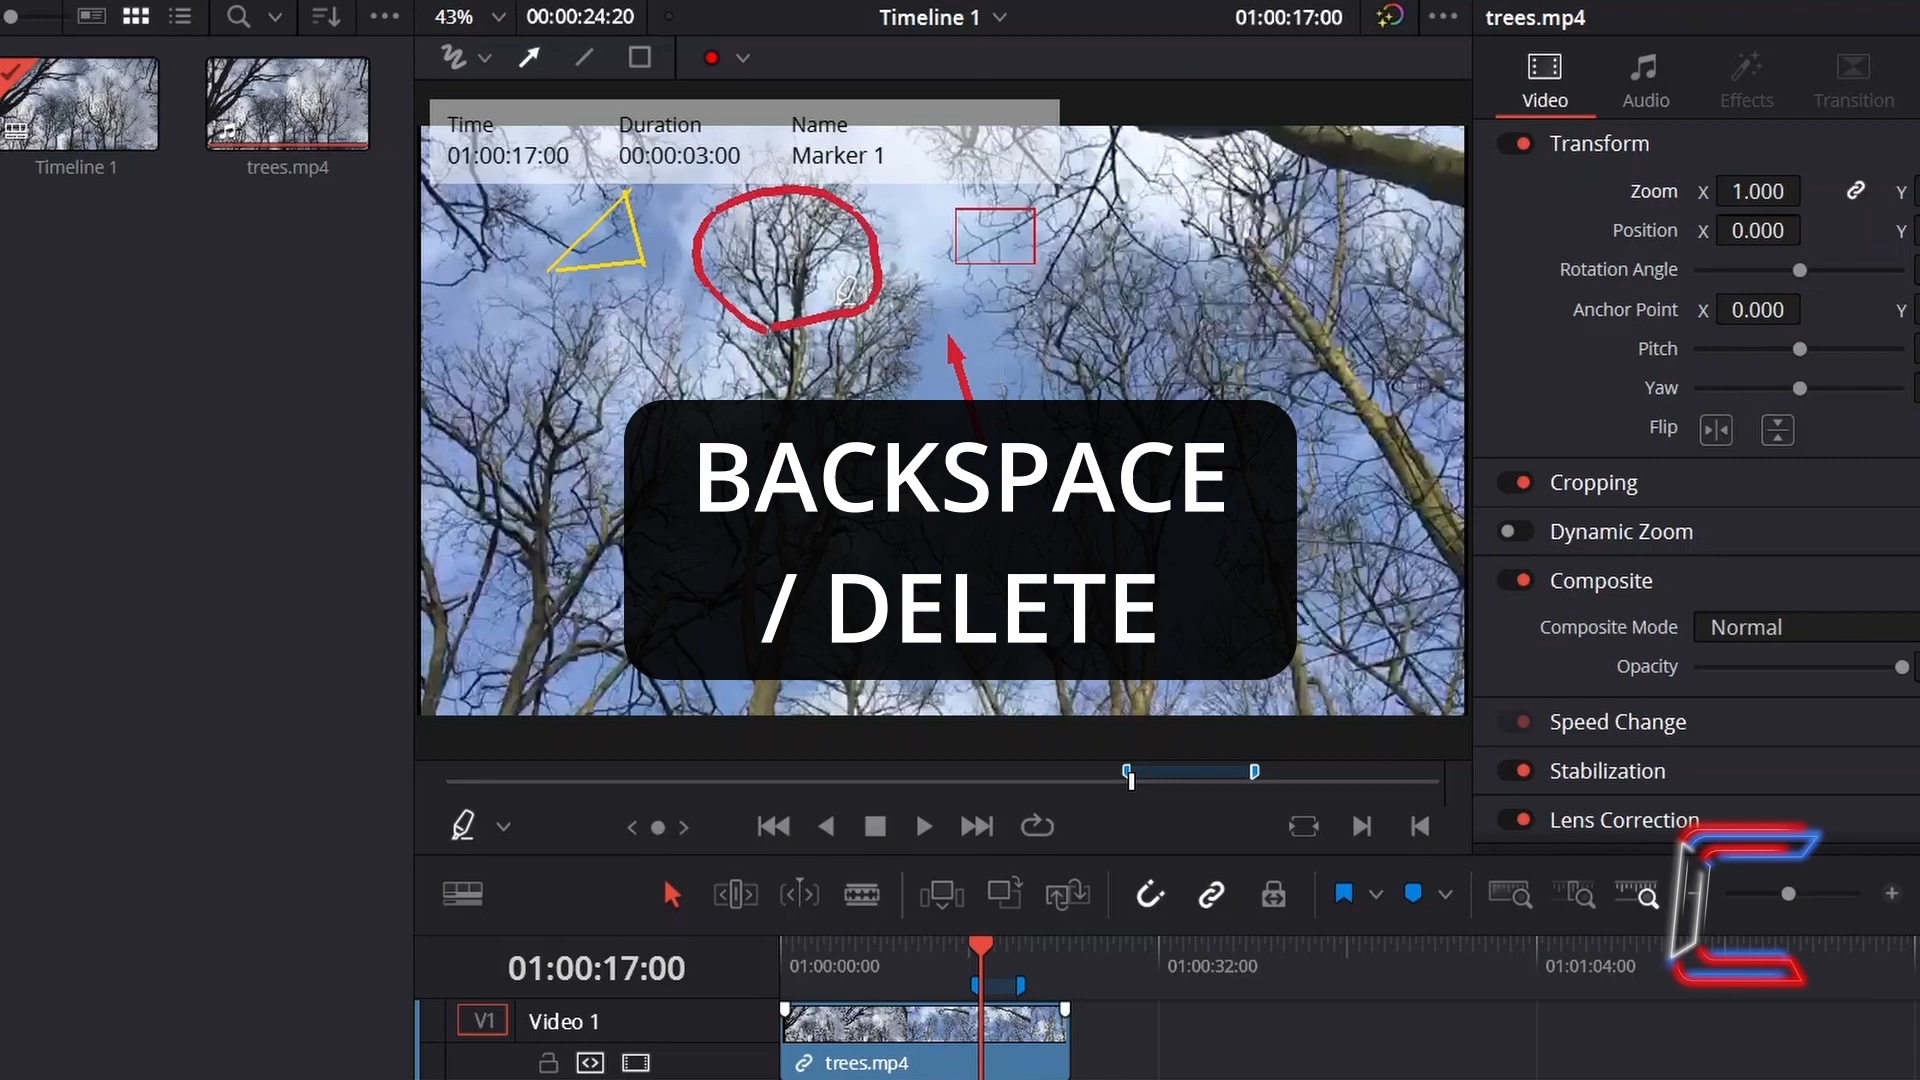 43%
00:00:24:20
Timeline 1
01:00:17:00
trees.mp4
Video
Audio
Effects
Transition
Timeline 1
trees.mp4
Time
Duration
Name
01:00:17:00
00:00:03:00
Marker 1
Transform
Zoom X 1.000 Y
Position X 0.000 Y
Rotation Angle
Anchor Point X 0.000 Y
Pitch
Yaw
Flip
BACKSPACE
/ DELETE
Cropping
Dynamic Zoom
Composite
Composite Mode Normal
Opacity
Speed Change
Stabilization
Lens Correction
01:00:17:00
01:00:00:00
01:00:32:00
01:01:04:00
V1
Video 1
trees.mp4